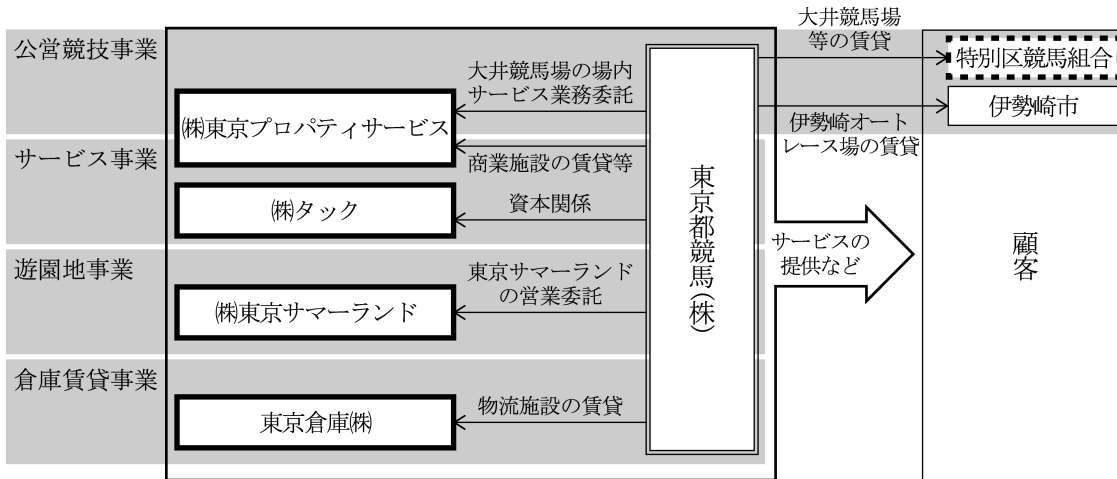 公営競技事業
大井競馬場
等の賃貸
特別区競馬組合
大井競馬場の場内
サービス業務委託
㈱東京プロパティサービス
伊勢崎市
伊勢崎オート
レース場の賃貸
サービス事業
商業施設の賃貸等
㈱タック
資本関係
東京都競馬(株)
サービスの
提供など
顧客
遊園地事業
東京サマーランド
の営業委託
㈱東京サマーランド
倉庫賃貸事業
物流施設の賃貸
東京倉庫㈱